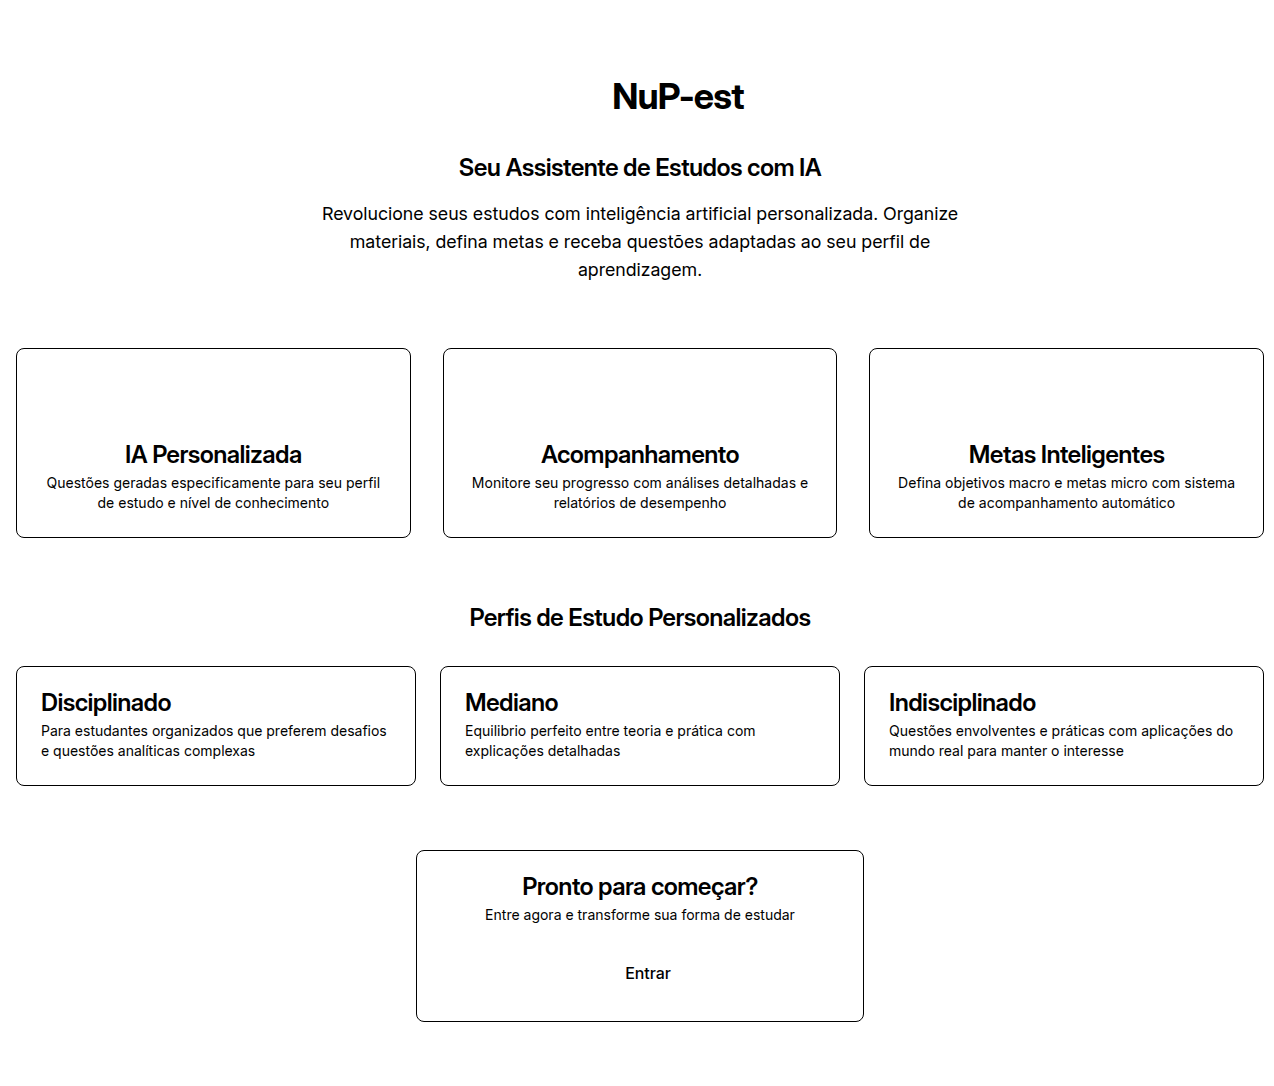 NuP-est
Seu Assistente de Estudos com IA
Revolucione seus estudos com inteligência artificial personalizada. Organize
materiais, defina metas e receba questões adaptadas ao seu perfil de
aprendizagem.
IA Personalizada
Questões geradas especificamente para seu perfil
de estudo e nível de conhecimento
Acompanhamento
Monitore seu progresso com análises detalhadas e
relatórios de desempenho
Metas Inteligentes
Defina objetivos macro e metas micro com sistema
de acompanhamento automático
Perfis de Estudo Personalizados
Disciplinado
Para estudantes organizados que preferem desafios
e questões analíticas complexas
Mediano
Equilibrio perfeito entre teoria e prática com
explicações detalhadas
Indisciplinado
Questões envolventes e práticas com aplicações do
mundo real para manter o interesse
Pronto para começar?
Entre agora e transforme sua forma de estudar
Entrar